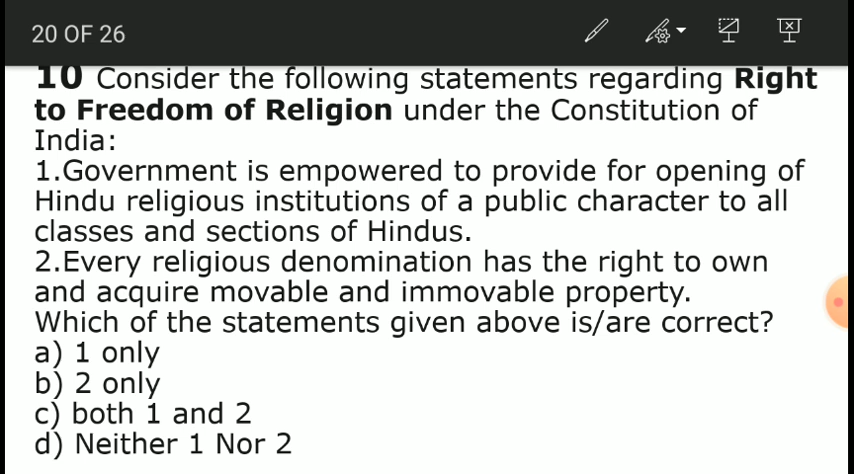 20 OF 26
10 Consider the following statements regarding Right
to Freedom of Religion under the Constitution of
India:
1.Government is empowered to provide for opening of
Hindu religious institutions of a public character to all
classes and sections of Hindus.
2.Every religious denomination has the right to own
and acquire movable and immovable property.
Which of the statements given above is/are correct?
a) 1 only
b) 2 only
c) both 1 and 2
d) Neither 1 Nor 2